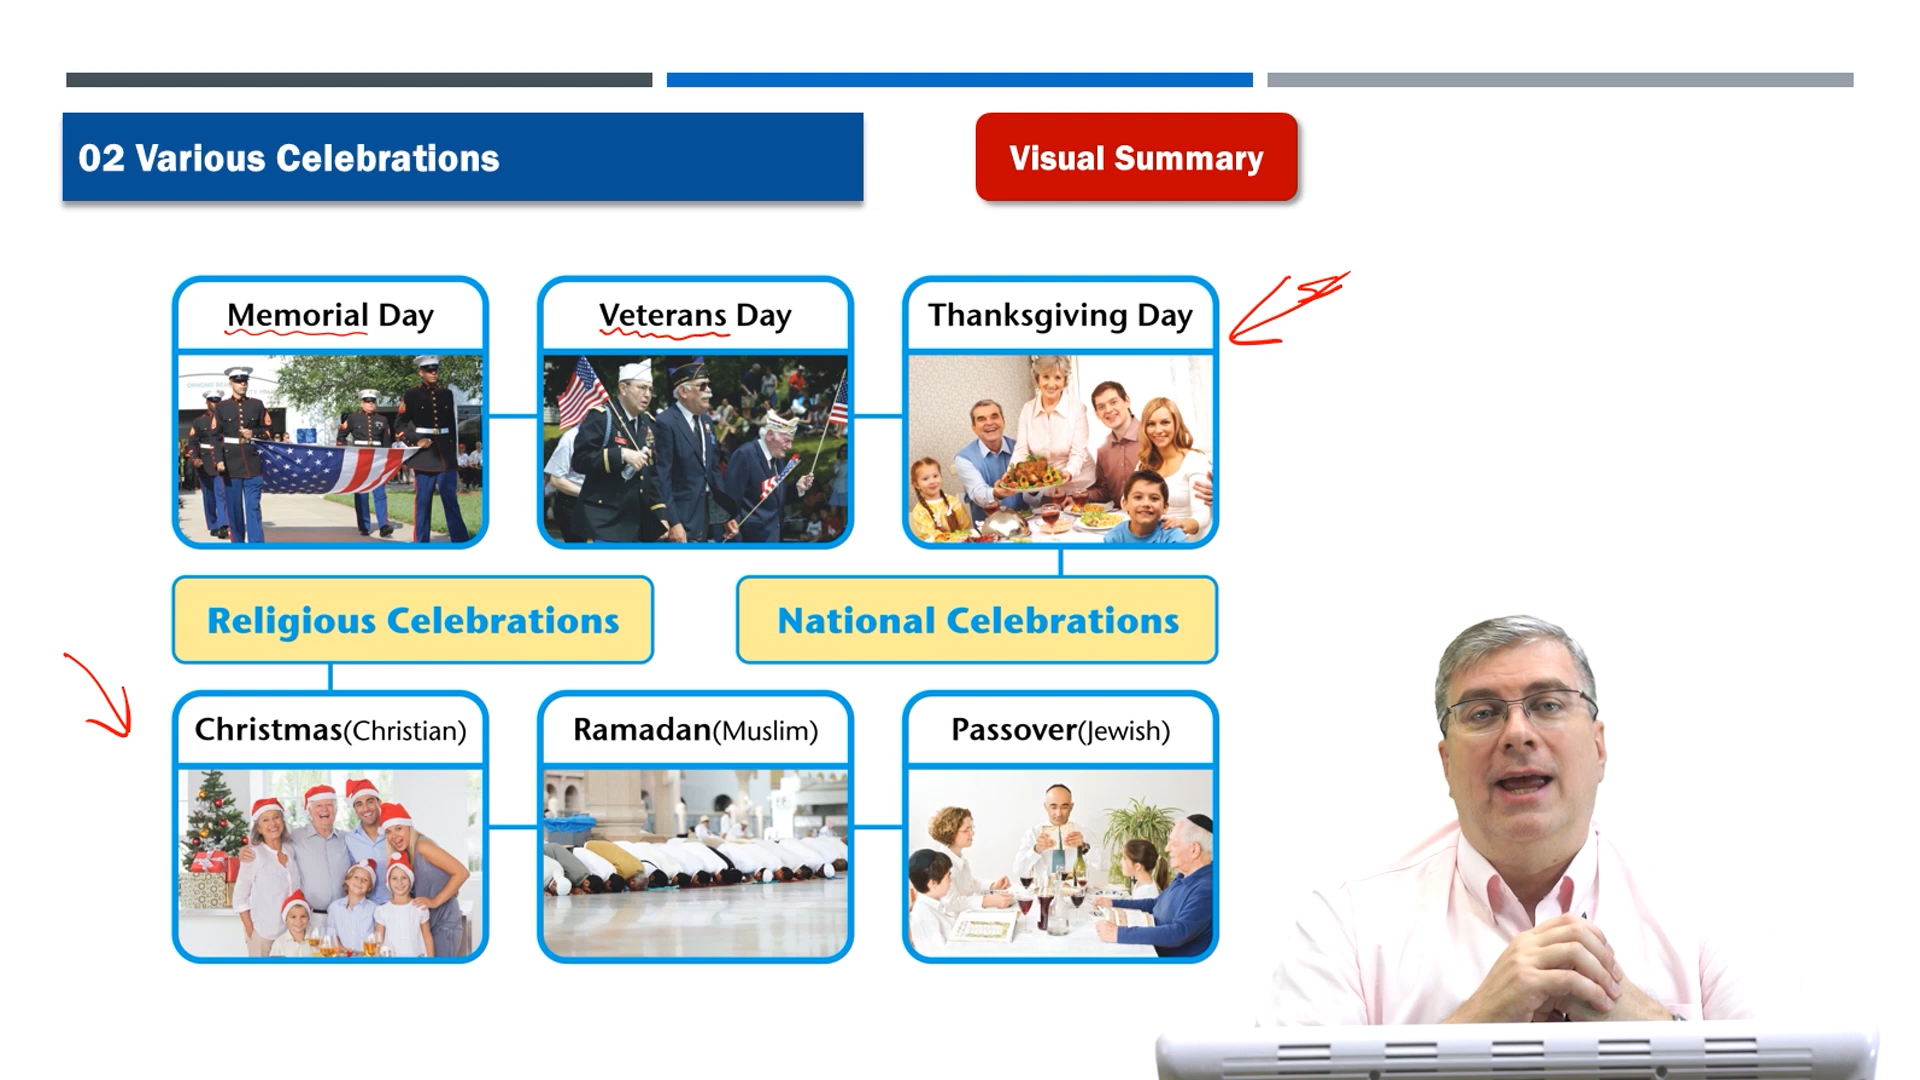 02 Various Celebrations
Visual Summary
Memorial Day
Veterans Day
Thanksgiving Day
Religious Celebrations
National Celebrations
Christmas(Christian)
Ramadan(Muslim)
Passover(Jewish)